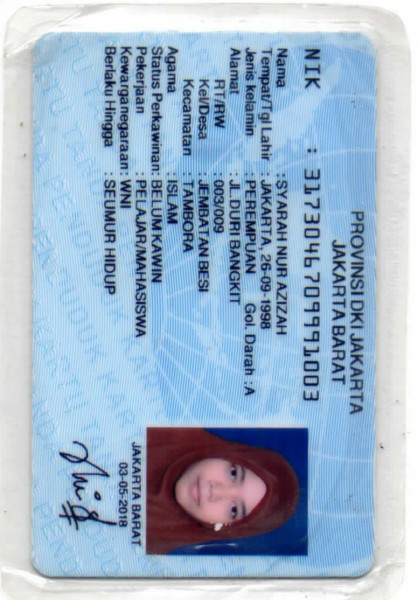 PROVINSI DKI JAKARTA
JAKARTA BARAT
NIK : 3173046709991003
Nama :SYARAH NUR AZIZAH
Tempat/Tgl Lahir :JAKARTA, 26-09-1998
Jenis kelamin :PEREMPUAN Gol. Darah :A
Alamat :JL.DURI BANGKIT
RT/RW :003/009
Kel/Desa :JEMBATAN BESI
Kecamatan :TAMBORA
Agama :ISLAM
Status Perkawinan:BELUM KAWIN
Pekerjaan :PELAJAR/MAHASISWA
Kewarganegaraan :WNI
Berlaku Hingga :SEUMUR HIDUP
JAKARTA BARAT
03-05-2018